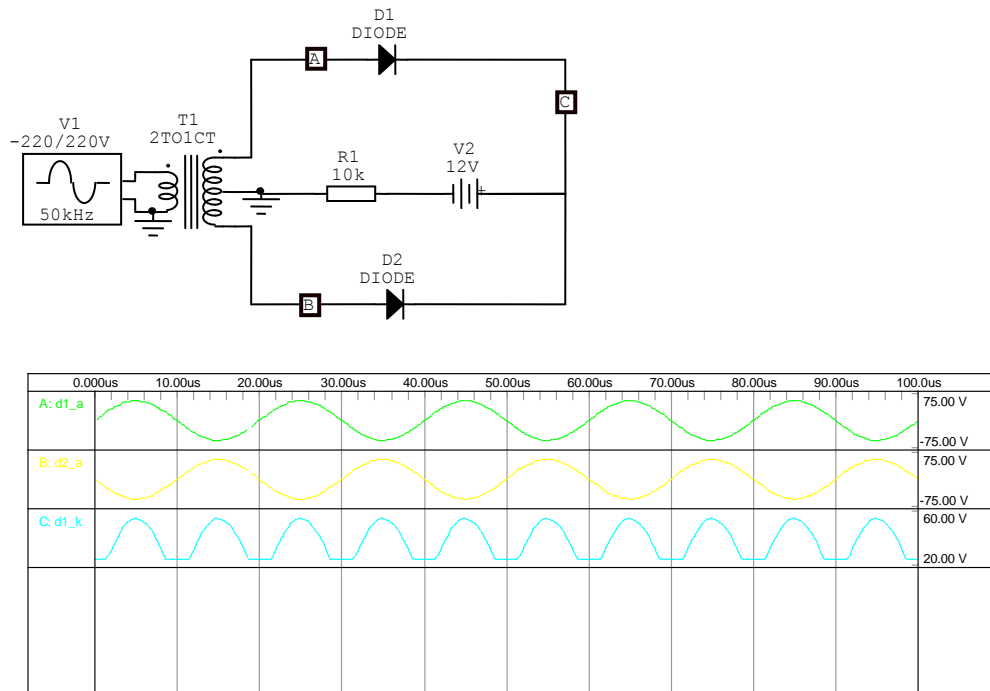 D1
DIODE
A
C
V1
-220/220V
T1
2TO1CT
R1
10k
V2
12V
+
50kHz
D2
DIODE
B
0.000us 10.00us 20.00us 30.00us 40.00us 50.00us 60.00us 70.00us 80.00us 90.00us 100.0us
A: d1_a 75.00 V
-75.00 V
B: d2_a 75.00 V
-75.00 V
C: d1_k 60.00 V
20.00 V